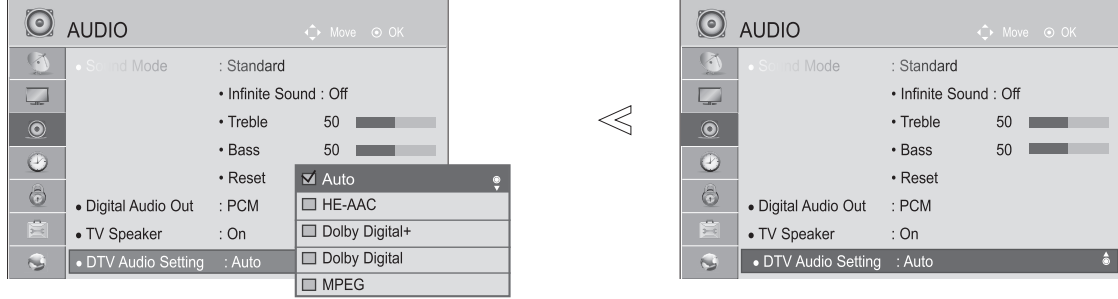 AUDIO
Move OK
• Sound Mode : Standard
• Infinite Sound : Off
• Treble 50
• Bass 50
• Reset
• Digital Audio Out : PCM
• TV Speaker : On
• DTV Audio Setting : Auto
Auto
HE-AAC
Dolby Digital+
Dolby Digital
MPEG
AUDIO
Move OK
• Sound Mode : Standard
• Infinite Sound : Off
• Treble 50
• Bass 50
• Reset
• Digital Audio Out : PCM
• TV Speaker : On
• DTV Audio Setting : Auto